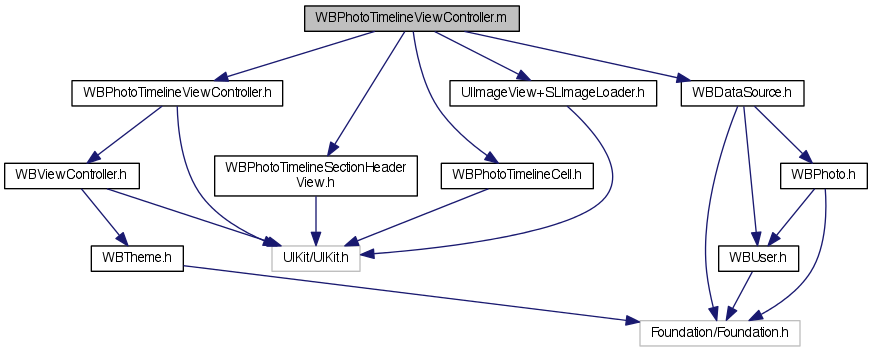 WBPhotoTimelineViewController.m
WBPhotoTimelineViewController.h
UIImageView+SLImageLoader.h
WBDataSource.h
WBViewController.h
WBPhotoTimelineSectionHeader
View.h
WBPhotoTimelineCell.h
WBPhoto.h
WBTheme.h
UIKit/UIKit.h
WBUser.h
Foundation/Foundation.h